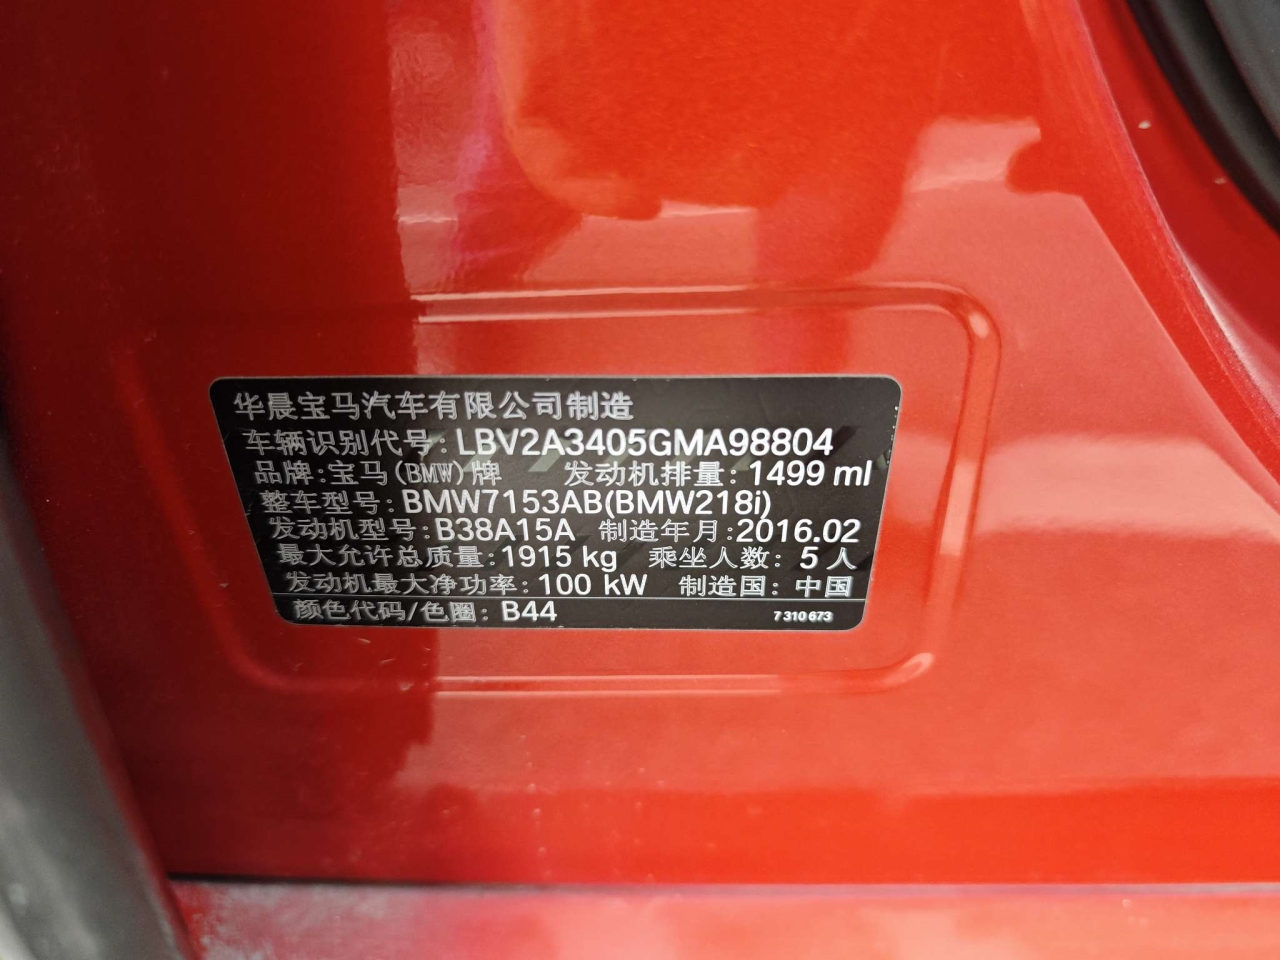 华晨宝马汽车有限公司制造
车辆识别代号: LBV2A3405GMA98804
品牌: 宝马(BMW)牌 发动机排量: 1499 ml
整车型号: BMW7153AB(BMW218i)
发动机型号: B38A15A 制造年月: 2016.02
最大允许总质量: 1915 kg 乘坐人数: 5 人
发动机最大净功率: 100 kW 制造国: 中国
颜色代码/色圈: B44 7 310 673